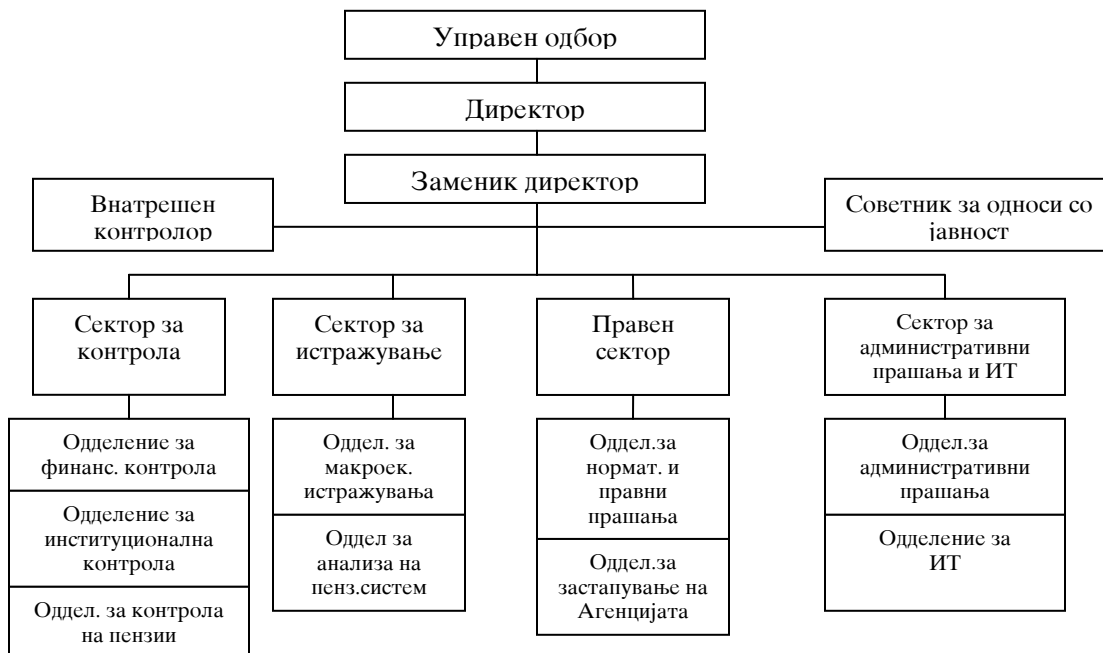 Управен одбор
Директор
Заменик директор
Внатрешен
контролор
Советник за односи со
јавност
Сектор за
контрола
Сектор за
истражување
Правен
сектор
Сектор за
административни
прашања и ИТ
Одделение за
финанс. контрола
Одделение за
институционална
контрола
Оддел. за контрола
на пензии
Оддел. за
макроек.
истражувања
Оддел за
анализа на
пенз.систем
Оддел.за
нормат. и
правни
прашања
Оддел.за
застапување на
Агенцијата
Оддел.за
административни
прашања
Одделение за
ИТ